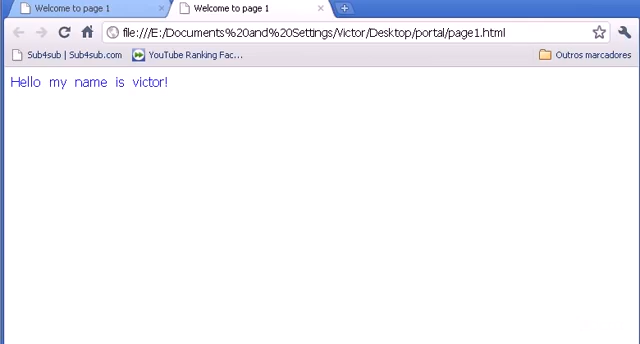 Welcome to page 1
Welcome to page 1
file:///E:/Documents%20and%20Settings/Victor/Desktop/portal/page1.html
Sub4sub | Sub4sub.com
YouTube Ranking Fac...
Outros marcadores
Hello my name is victor!